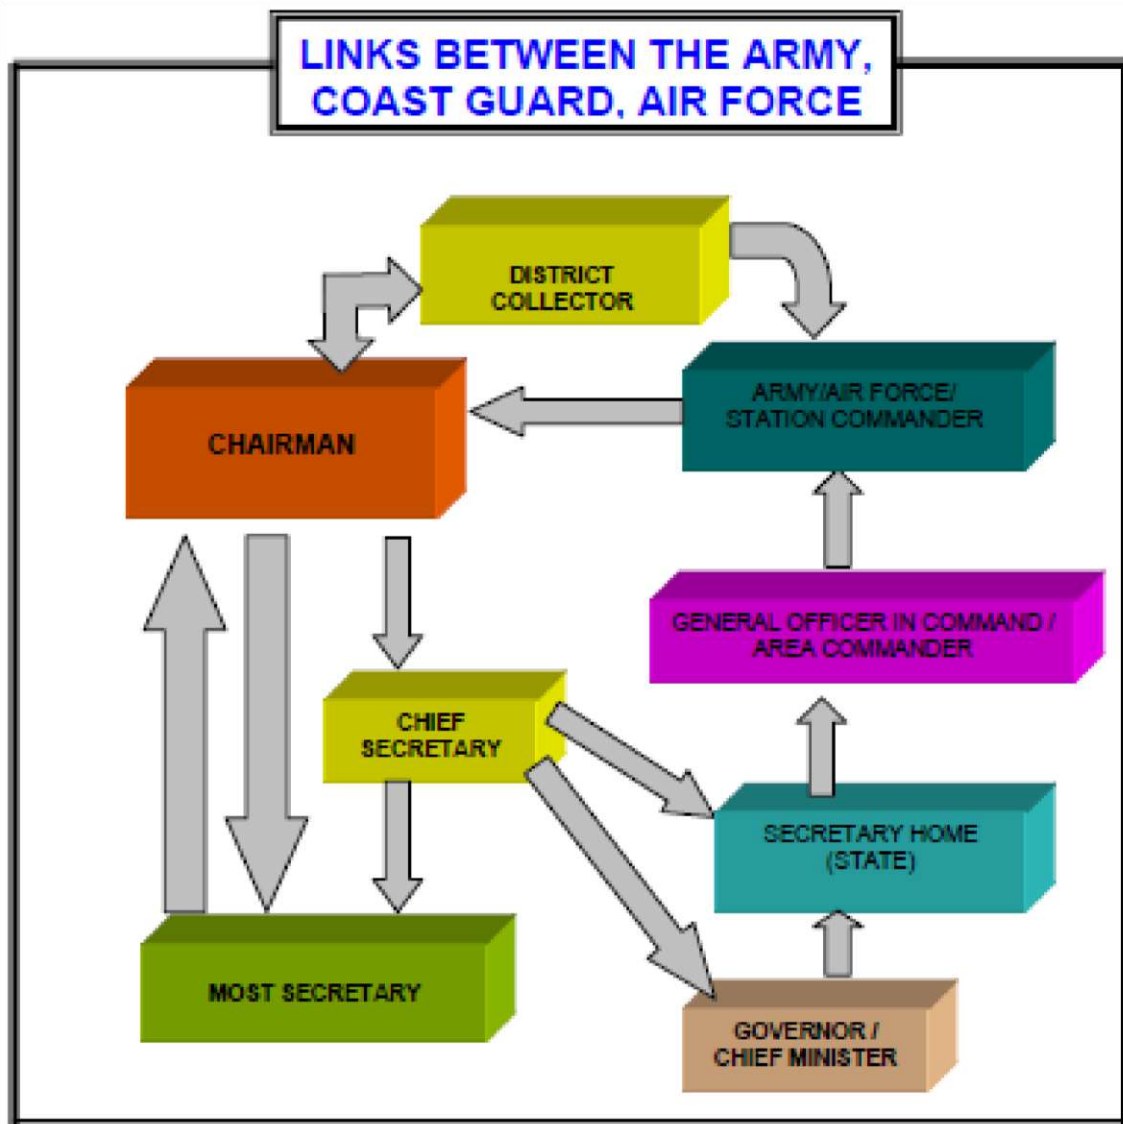 LINKS BETWEEN THE ARMY,
COAST GUARD, AIR FORCE
DISTRICT
COLLECTOR
CHAIRMAN
ARMY/AIR FORCE/
STATION COMMANDER
GENERAL OFFICER IN COMMAND /
AREA COMMANDER
CHIEF
SECRETARY
SECRETARY HOME
(STATE)
MOST SECRETARY
GOVERNOR /
CHIEF MINISTER